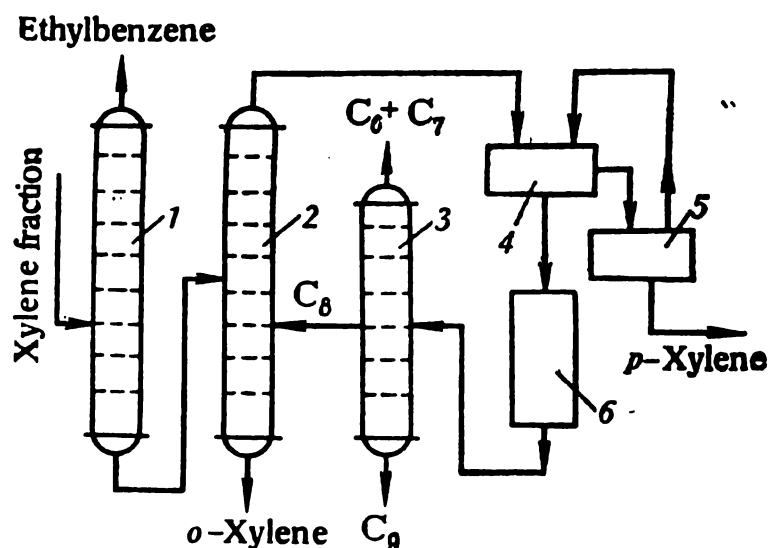 Ethylbenzene
Xylene fraction
1
2
C₆+ C₇
3
4
5
C₈
p-Xylene
6
o-Xylene
C₉